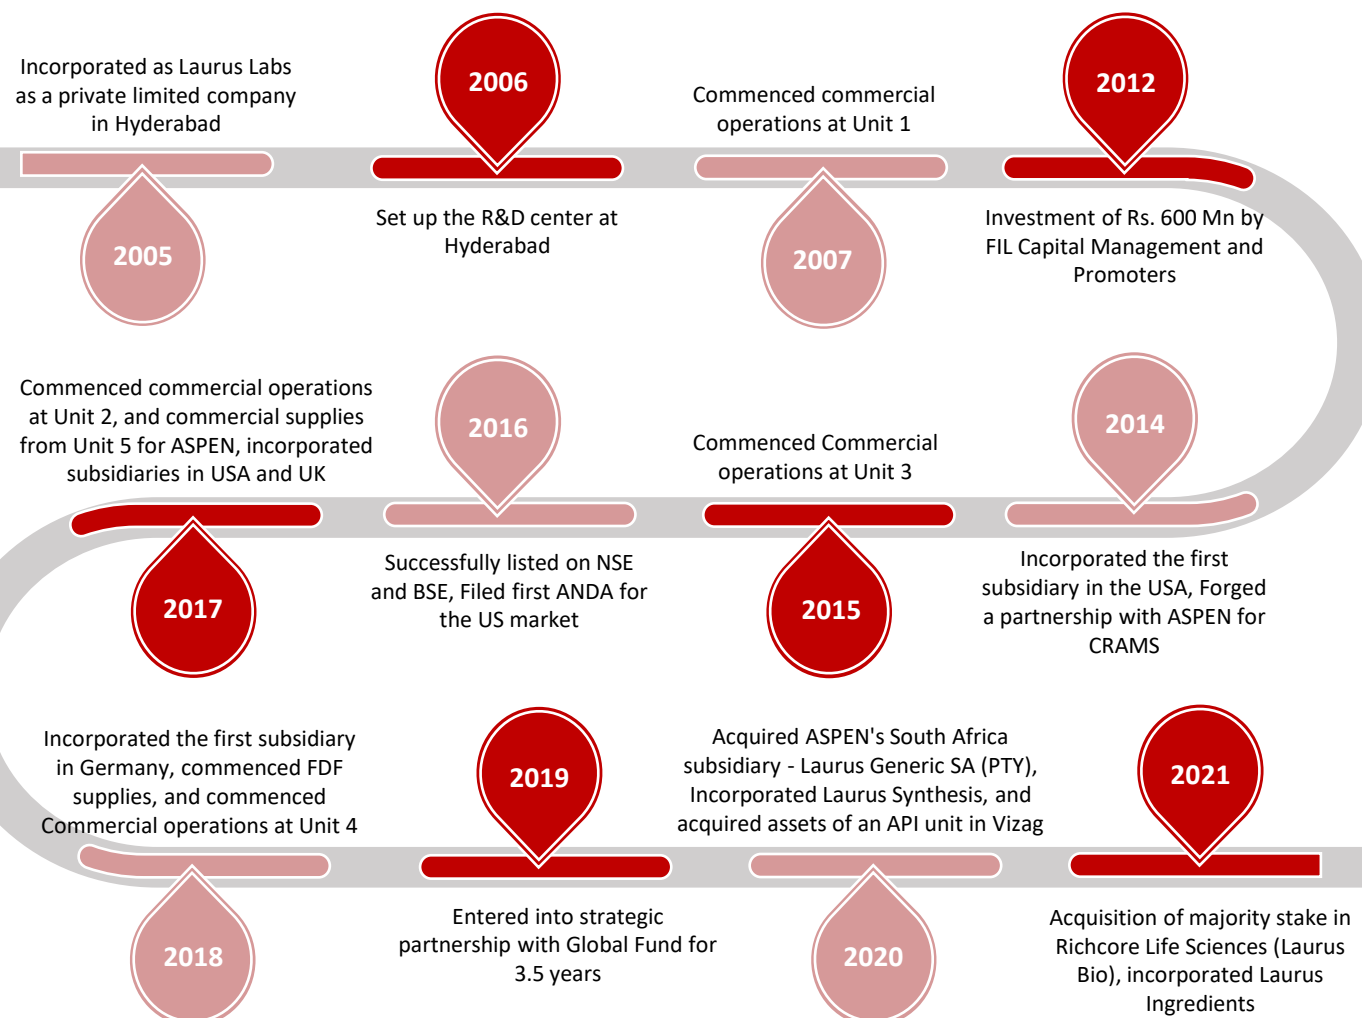 Incorporated as Laurus Labs
as a private limited company
in Hyderabad
2005
2006
Set up the R&D center at
Hyderabad
Commenced commercial
operations at Unit 1
2007
2012
Investment of Rs. 600 Mn by
FIL Capital Management and
Promoters
2014
Incorporated the first
subsidiary in the USA, Forged
a partnership with ASPEN for
CRAMS
Commenced Commercial
operations at Unit 3
2015
2016
Successfully listed on NSE
and BSE, Filed first ANDA for
the US market
Commenced commercial operations
at Unit 2, and commercial supplies
from Unit 5 for ASPEN, incorporated
subsidiaries in USA and UK
2017
Incorporated the first subsidiary
in Germany, commenced FDF
supplies, and commenced
Commercial operations at Unit 4
2018
2019
Entered into strategic
partnership with Global Fund for
3.5 years
Acquired ASPEN's South Africa
subsidiary - Laurus Generic SA (PTY),
Incorporated Laurus Synthesis, and
acquired assets of an API unit in Vizag
2020
2021
Acquisition of majority stake in
Richcore Life Sciences (Laurus
Bio), incorporated Laurus
Ingredients